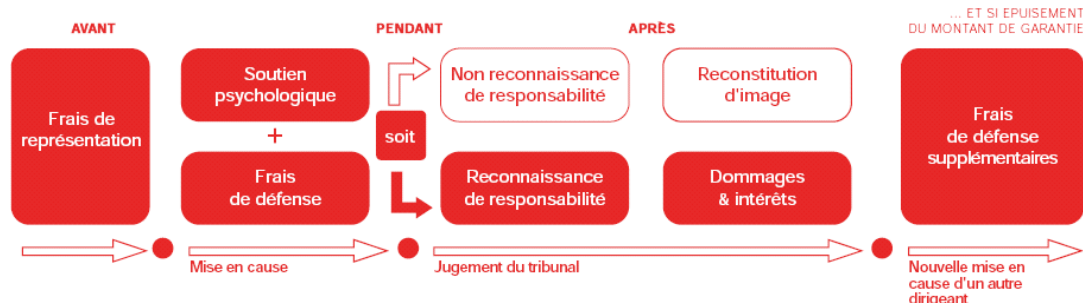 AVANT
PENDANT
APRÈS
... ET SI EPUISEMENT
DU MONTANT DE GARANTIE
Frais de
représentation
Soutien
psychologique
+
Frais
de défense
soit
Non reconnaissance
de responsabilité
Reconnaissance
de responsabilité
Reconstitution
d'image
Dommages
& intérêts
Frais
de défense
supplémentaires
Mise en cause
Jugement du tribunal
Nouvelle mise en
cause d'un autre
dirigeant